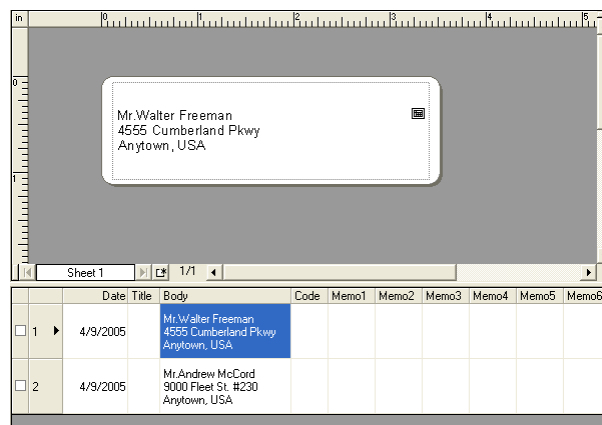 in 0 1 2 3 4 5
0
Mr.Walter Freeman
4555 Cumberland Pkwy
Anytown, USA
1
Sheet 1 1/1
Date Title Body Code Memo1 Memo2 Memo3 Memo4 Memo5 Memo6
Mr.Walter Freeman
1 4/9/2005 4555 Cumberland Pkwy
Anytown, USA
Mr.Andrew McCord
2 4/9/2005 9000 Fleet St. #230
Anytown, USA